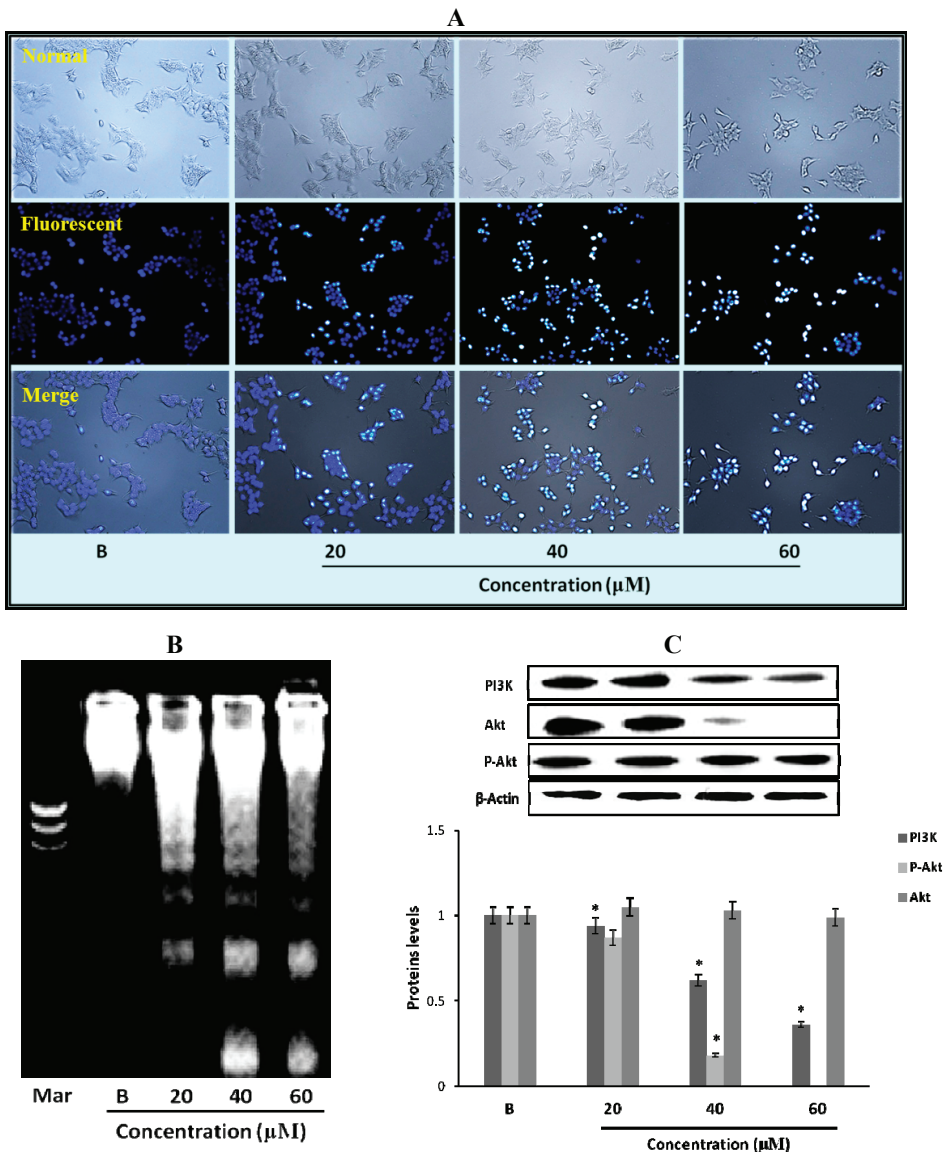 A
Normal
Fluorescent
Merge
B 20 40 60
Concentration (µM)
B
Mar B 20 40 60
Concentration (µM)
C
PI3K
Akt
P-Akt
β-Actin
1.5
1
0.5
0
Proteins levels
* * * *
B 20 40 60
Concentration (µM)
PI3K
P-Akt
Akt